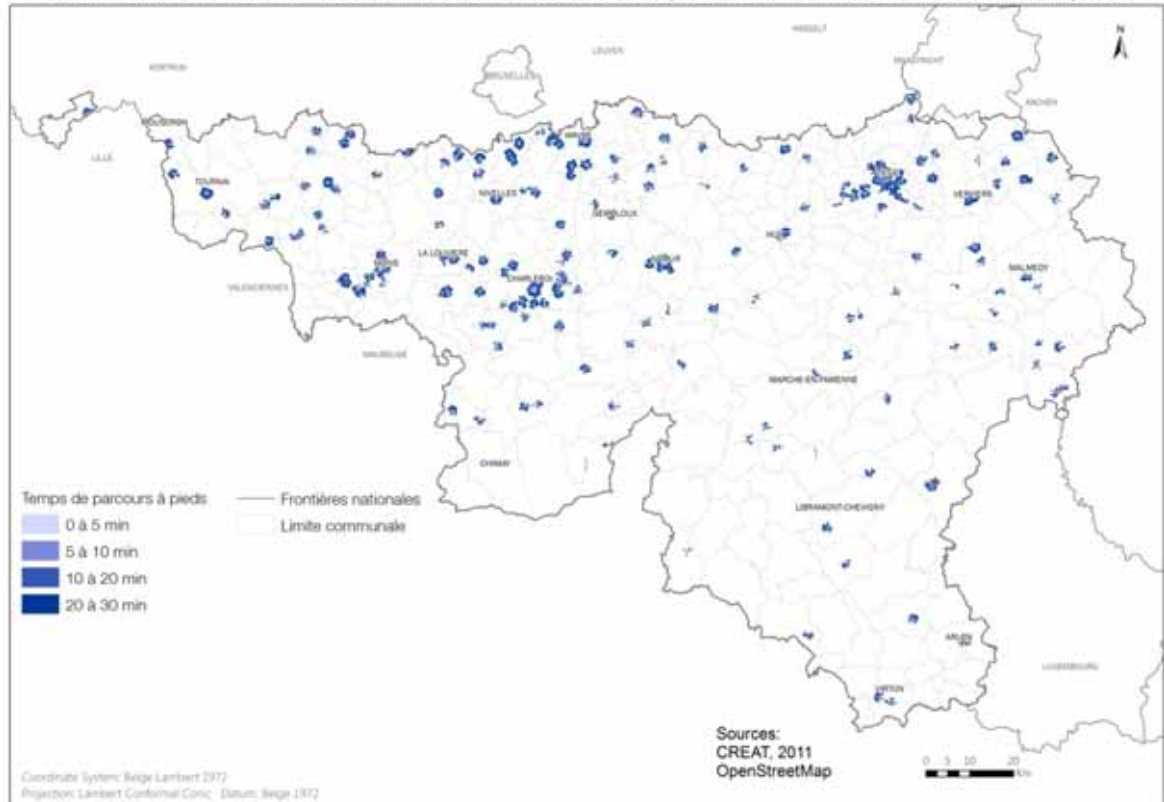 KORTRIJK
BRUXELLES
LEUVEN
HASSELT
MAASTRICHT
AACHEN
N
MOUSCRON
LILLE
TOURNAI
WAVRE
NIVELLES
GEMBLOUX
VERVIERS
HUY
MONS
LA LOUVIERE
CHARLEROI
NAMUR
MALMEDY
VALENCIENNES
MAUBEUGE
MARCHE-EN-FAMENNE
CHIMAY
LIBRAMONT-CHEVIGNY
ARLON
LUXEMBOURG
VIRTON
Temps de parcours à pieds
0 à 5 min
5 à 10 min
10 à 20 min
20 à 30 min
Frontières nationales
Limite communale
Sources:
CREAT, 2011
OpenStreetMap
0 5 10 20
Km
Coordinate System: Belge Lambert 1972
Projection: Lambert Conformal Conic Datum: Belge 1972